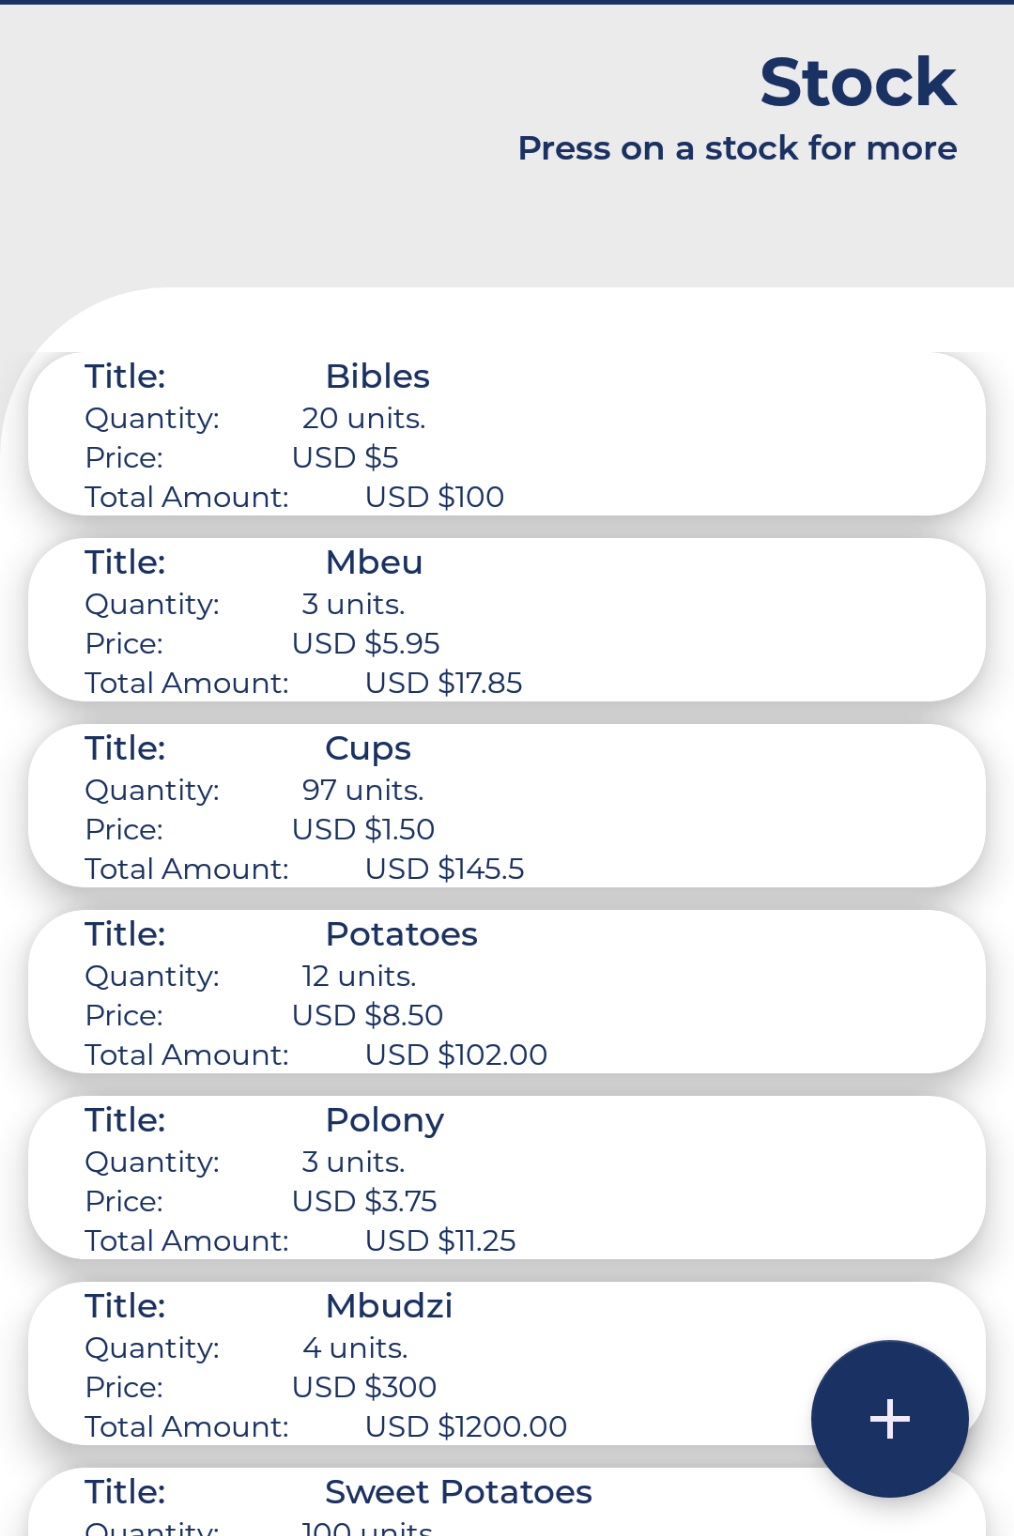 Stock
Press on a stock for more
Title: Bibles
Quantity: 20 units.
Price: USD $5
Total Amount: USD $100
Title: Mbeu
Quantity: 3 units.
Price: USD $5.95
Total Amount: USD $17.85
Title: Cups
Quantity: 97 units.
Price: USD $1.50
Total Amount: USD $145.5
Title: Potatoes
Quantity: 12 units.
Price: USD $8.50
Total Amount: USD $102.00
Title: Polony
Quantity: 3 units.
Price: USD $3.75
Total Amount: USD $11.25
Title: Mbudzi
Quantity: 4 units.
Price: USD $300
Total Amount: USD $1200.00
Title: Sweet Potatoes
Quantity: 100 units